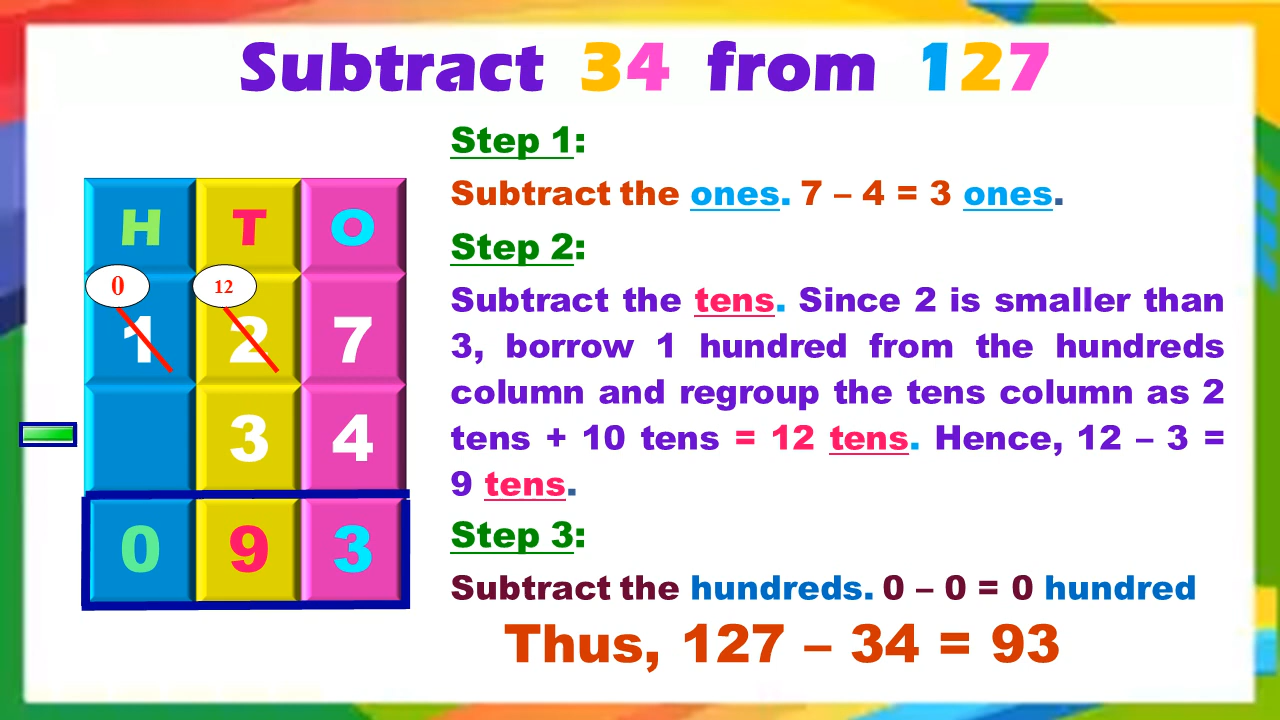 Subtract 34 from 127
H T O
0 12
1 2 7
3 4
0 9 3
Step 1:
Subtract the ones. 7 – 4 = 3 ones.
Step 2:
Subtract the tens. Since 2 is smaller than
3, borrow 1 hundred from the hundreds
column and regroup the tens column as 2
tens + 10 tens = 12 tens. Hence, 12 – 3 =
9 tens.
Step 3:
Subtract the hundreds. 0 – 0 = 0 hundred
Thus, 127 – 34 = 93